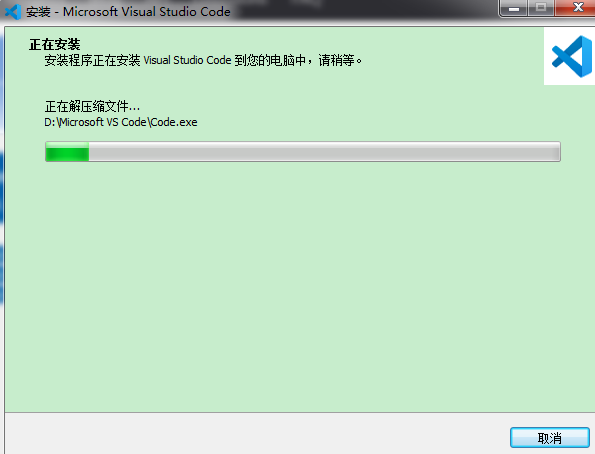 安装 - Microsoft Visual Studio Code
正在安装
安装程序正在安装 Visual Studio Code 到您的电脑中，请稍等。
正在解压缩文件...
D:\Microsoft VS Code\Code.exe
取消